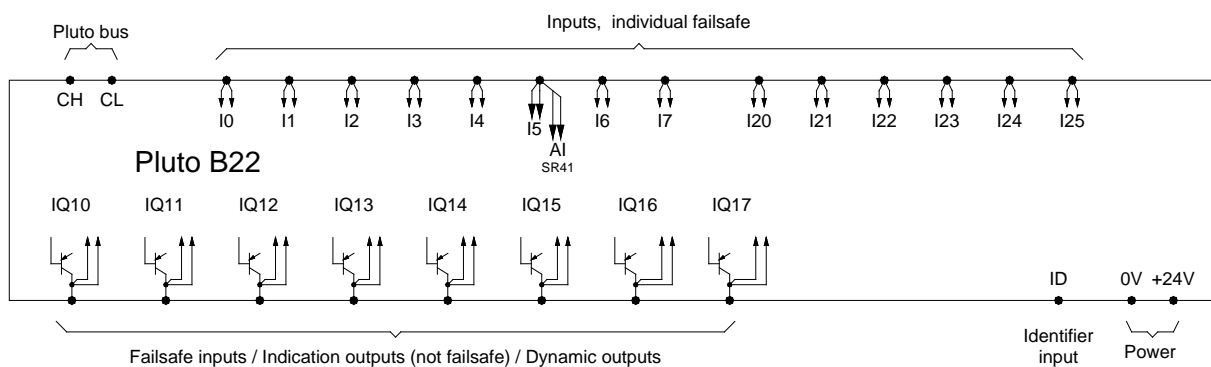 Pluto bus
Inputs, individual failsafe
CH CL
I0 I1 I2 I3 I4 I5 I6 I7 I20 I21 I22 I23 I24 I25
AI
SR41
Pluto B22
IQ10 IQ11 IQ12 IQ13 IQ14 IQ15 IQ16 IQ17
ID 0V +24V
Failsafe inputs / Indication outputs (not failsafe) / Dynamic outputs
Identifier
input
Power